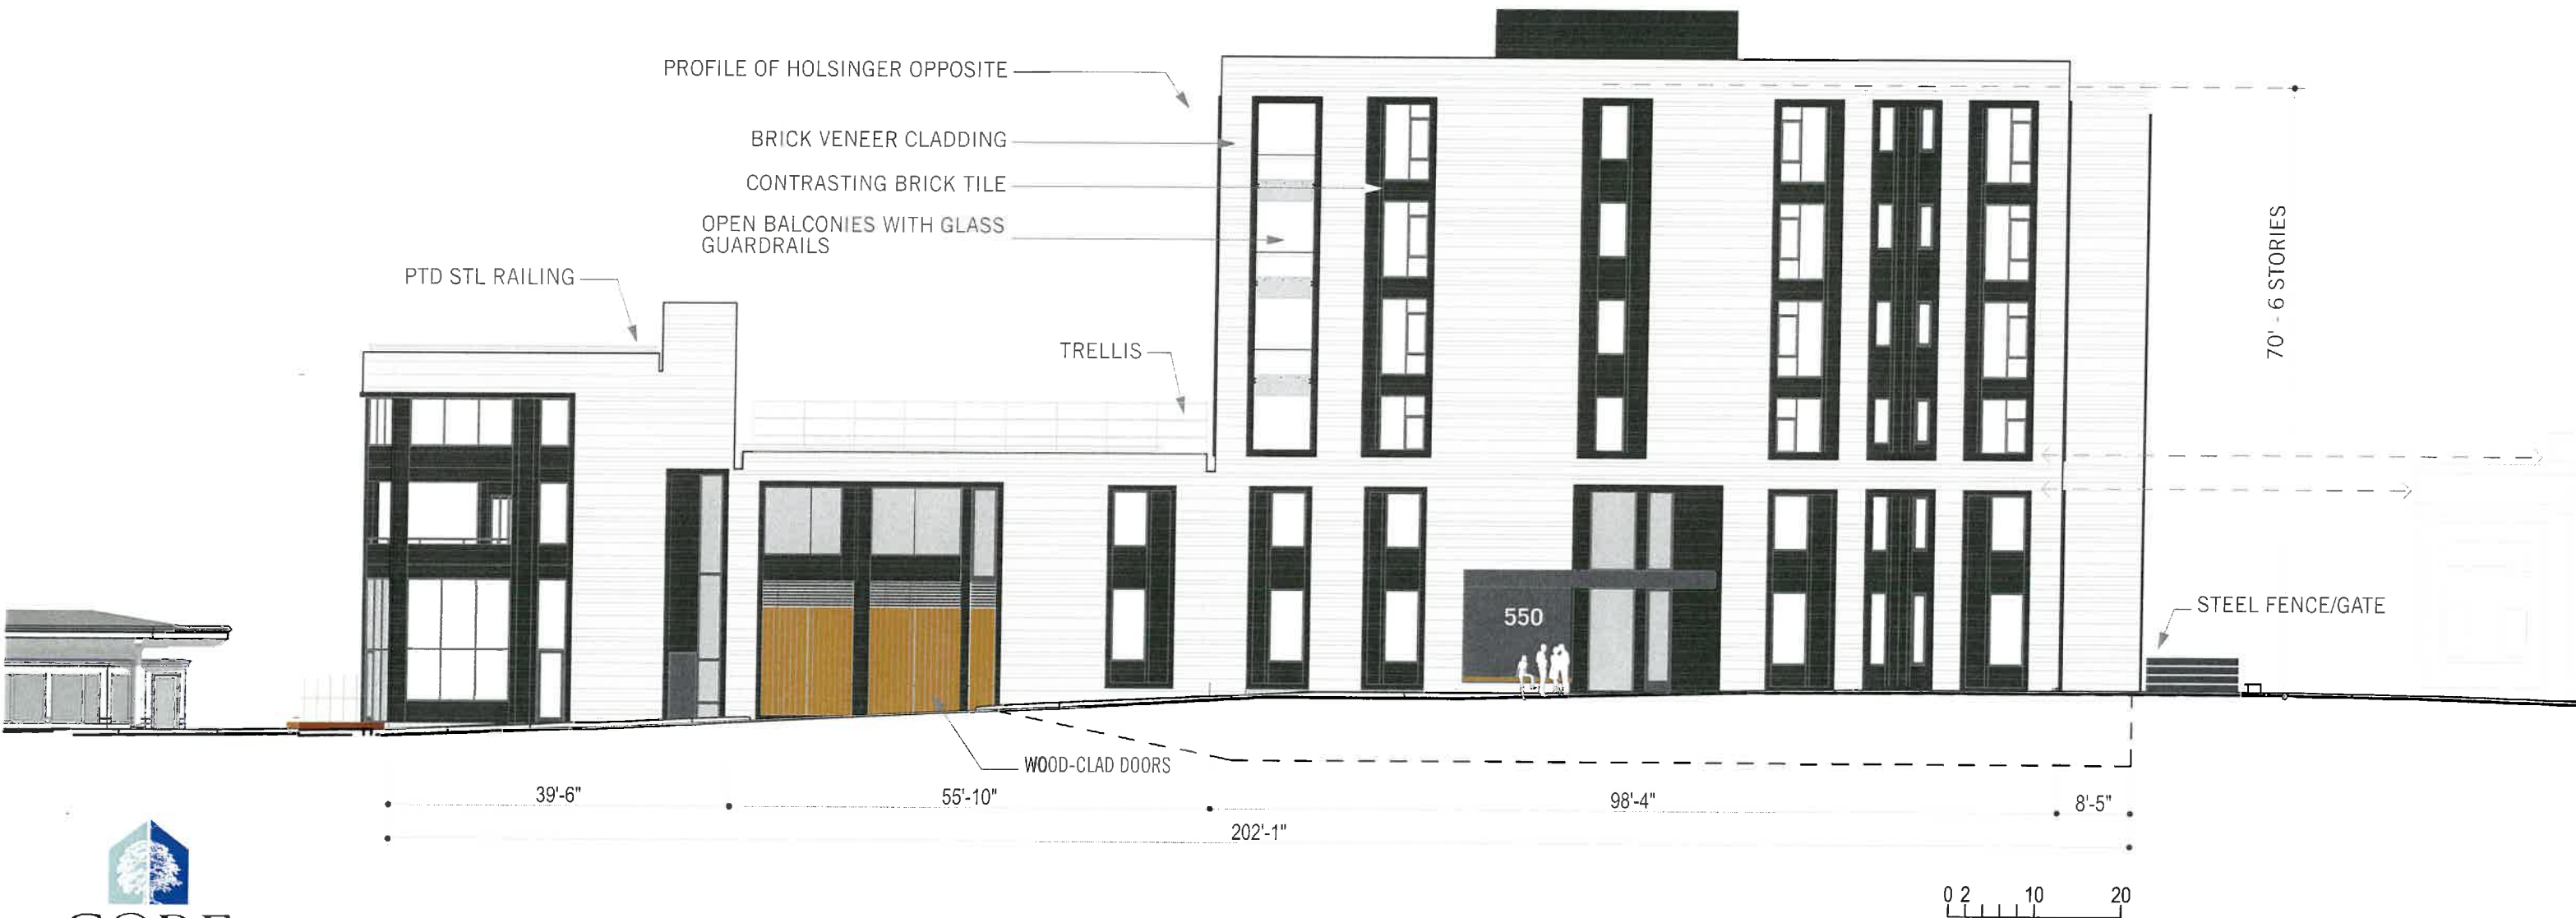 PROFILE OF HOLSINGER OPPOSITE
BRICK VENEER CLADDING
CONTRASTING BRICK TILE
OPEN BALCONIES WITH GLASS
GUARDRAILS
PTD STL RAILING
TRELLIS
70' - 6 STORIES
550
STEEL FENCE/GATE
WOOD-CLAD DOORS
39'-6"
55'-10"
98'-4"
8'-5"
202'-1"
0 2 10 20